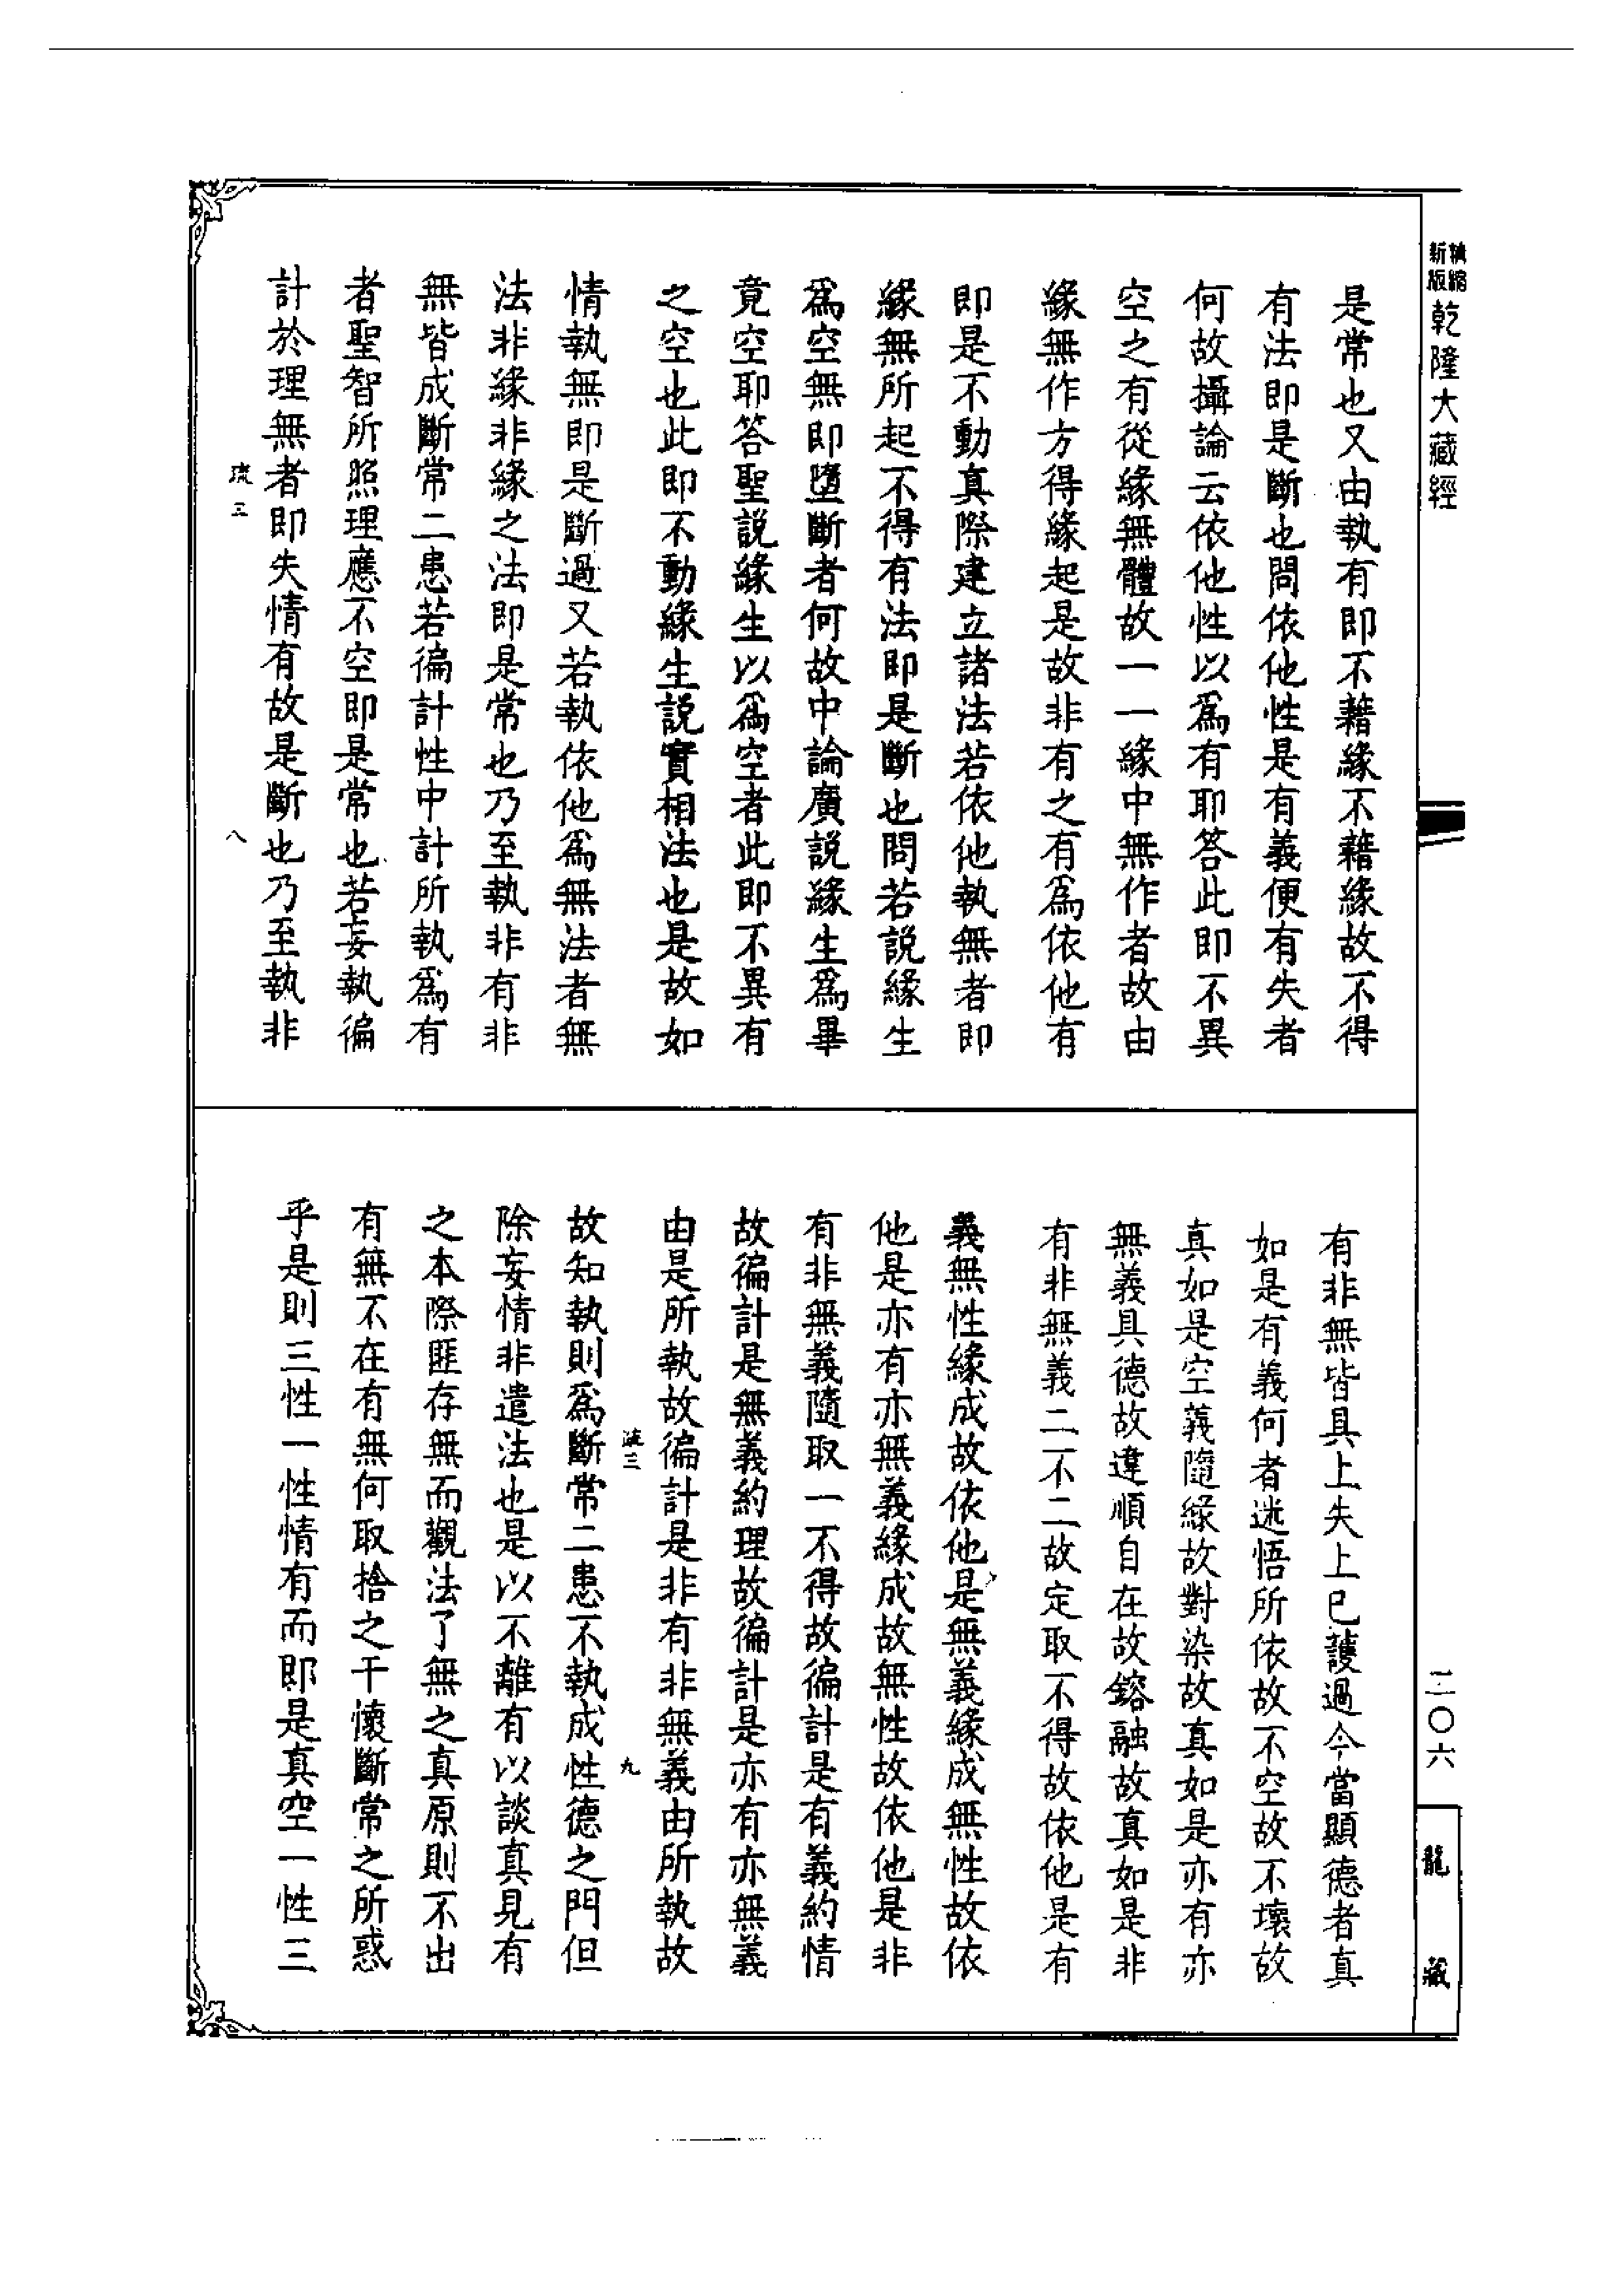 精縮新版乾隆大藏經
是常也又由執有即不藉緣不藉緣故不得
有法即是斷也問依他性是有義便有失者
何故攝論云依他性以爲有耶答此即不異
空之有從緣無體故一一緣中無作者故由
緣無作方得緣起是故非有之有爲依他有
即是不動真際建立諸法若依他執無者即
緣無所起不得有法即是斷也問若說緣生
爲空無即墮斷者何故中論廣說緣生爲畢
竟空耶答聖說緣生以爲空者此即不異有
之空也此即不動緣生說實相法也是故如
情執無即是斷過又若執依他爲無法者無
法非緣非緣之法即是常也乃至執非有非
無皆成斷常二患若徧計性中計所執爲有
者聖智所照理應不空即是常也若妄執徧
計於理無者即失情有故是斷也乃至執非
三
八
有非無皆具上失上已護過今當顯德者真
如是有義何者迷悟所依故不空故不壞故
真如是空義隨緣故對染故真如是亦有亦
無義具德故違順自在故鎔融故真如是非
有非無義二不二故定取不得故依他是有
義無性緣成故依他是無義緣成無性故依
他是亦有亦無義緣成故無性故依他是非
有非無義隨取一不得故徧計是有義約情
故徧計是無義約理故徧計是亦有亦無義
由是所執故徧計是非有非無義由所執故
三
九
故知執則爲斷常二患不執成性德之門但
除妄情非遣法也是以不離有以談真見有
之本際匪存無而觀法了無之真原則不出
有無不在有無何取捨之干懷斷常之所惑
乎是則三性一性情有而即是真空一性三
二〇六
龍藏